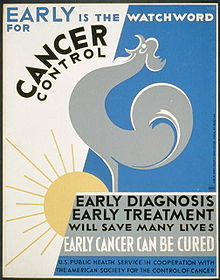 EARLY IS THE WATCHWORD
FOR
CANCER
CONTROL
EARLY DIAGNOSIS
EARLY TREATMENT
WILL SAVE MANY LIVES
EARLY CANCER CAN BE CURED
U.S. PUBLIC HEALTH SERVICE IN COOPERATION WITH
THE AMERICAN SOCIETY FOR THE CONTROL OF CANCER